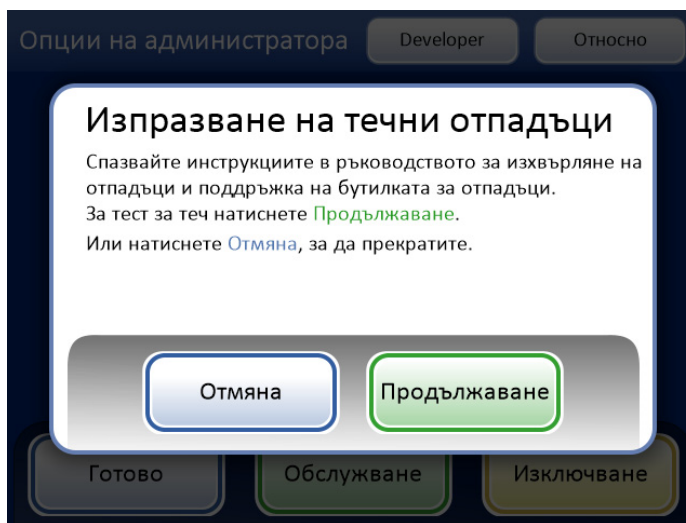 Опции на администратора Developer Относно
Изпразване на течни отпадъци
Спазвайте инструкциите в ръководството за изхвърляне на
отпадъци и поддръжка на бутилката за отпадъци.
За тест за теч натиснете Продължаване.
Или натиснете Отмяна, за да прекратите.
Отмяна Продължаване
Готово Обслужване Изключване